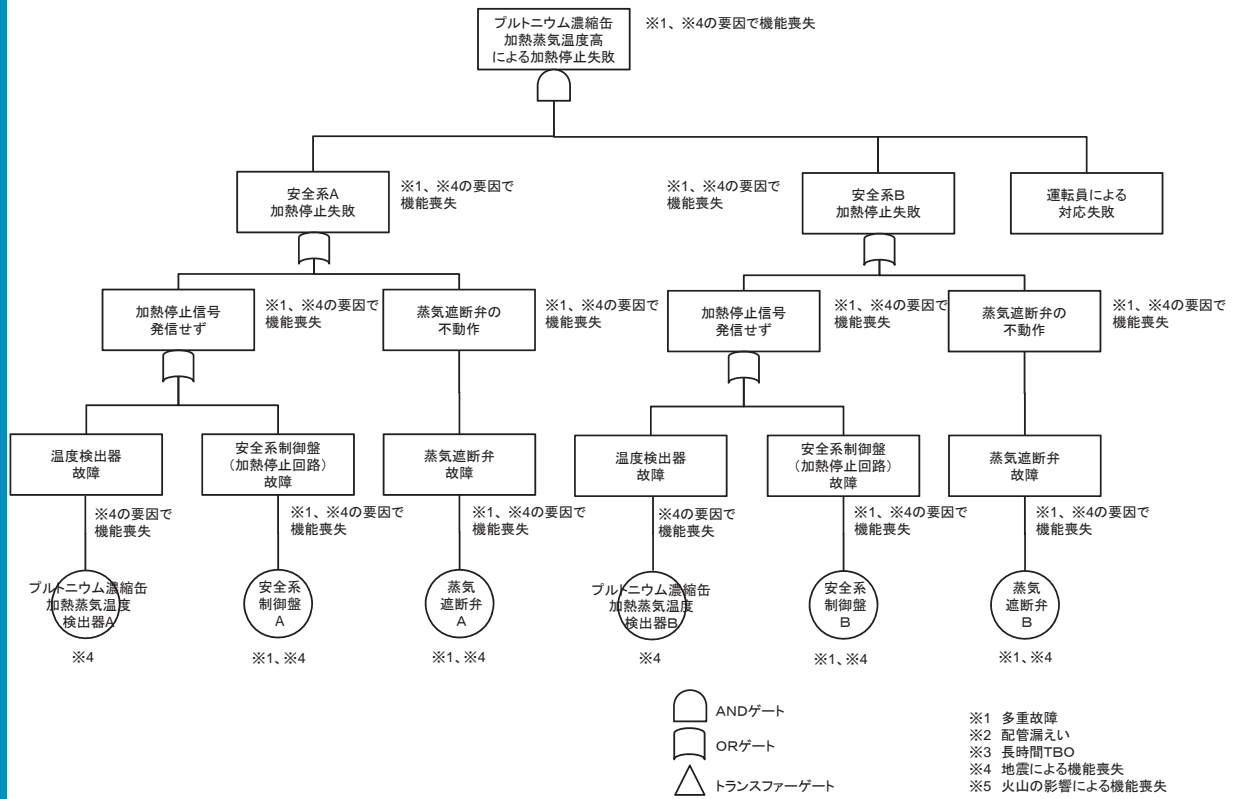 プルトニウム濃縮缶
加熱蒸気温度高
による加熱停止失敗
※1、※4の要因で機能喪失
安全系A
加熱停止失敗
※1、※4の要因で
機能喪失
※1、※4の要因で
機能喪失
安全系B
加熱停止失敗
運転員による
対応失敗
加熱停止信号
発信せず
※1、※4の要因で
機能喪失
蒸気遮断弁の
不動作
※1、※4の要因で
機能喪失
加熱停止信号
発信せず
※1、※4の要因で
機能喪失
蒸気遮断弁の
不動作
※1、※4の要因で
機能喪失
温度検出器
故障
安全系制御盤
(加熱停止回路)
故障
蒸気遮断弁
故障
温度検出器
故障
安全系制御盤
(加熱停止回路)
故障
蒸気遮断弁
故障
※4の要因で
機能喪失
※1、※4の要因で
機能喪失
※1、※4の要因で
機能喪失
※4の要因で
機能喪失
※1、※4の要因で
機能喪失
※1、※4の要因で
機能喪失
プルトニウム濃縮缶
加熱蒸気温度
検出器A
安全系
制御盤
A
蒸気
遮断弁
A
プルトニウム濃縮缶
加熱蒸気温度
検出器B
安全系
制御盤
B
蒸気
遮断弁
B
※4
※1、※4
※1、※4
※4
※1、※4
※1、※4
ANDゲート
ORゲート
トランスファーゲート
※1 多重故障
※2 配管漏えい
※3 長時間TBO
※4 地震による機能喪失
※5 火山の影響による機能喪失